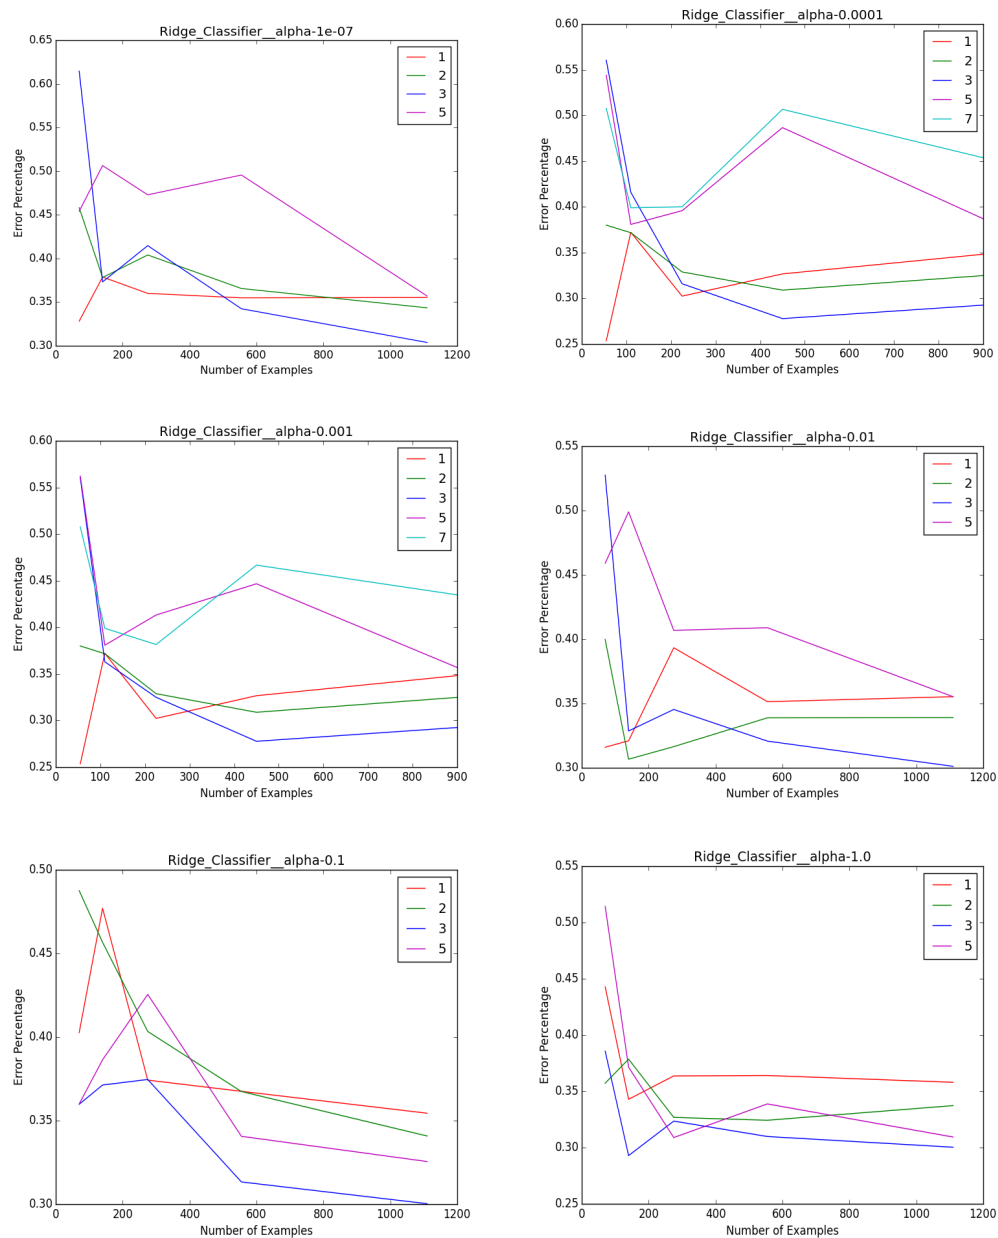 Ridge_Classifier__alpha-1e-07
0.65
0.60
0.55
0.50
0.45
0.40
0.35
0.30
Error Percentage
0 200 400 600 800 1000 1200
Number of Examples
1
2
3
5
Ridge_Classifier__alpha-0.0001
0.60
0.55
0.50
0.45
0.40
0.35
0.30
0.25
Error Percentage
0 100 200 300 400 500 600 700 800 900
Number of Examples
1
2
3
5
7
Ridge_Classifier__alpha-0.001
0.60
0.55
0.50
0.45
0.40
0.35
0.30
0.25
Error Percentage
0 100 200 300 400 500 600 700 800 900
Number of Examples
1
2
3
5
7
Ridge_Classifier__alpha-0.01
0.55
0.50
0.45
0.40
0.35
0.30
Error Percentage
0 200 400 600 800 1000 1200
Number of Examples
1
2
3
5
Ridge_Classifier__alpha-0.1
0.50
0.45
0.40
0.35
0.30
Error Percentage
0 200 400 600 800 1000 1200
Number of Examples
1
2
3
5
Ridge_Classifier__alpha-1.0
0.55
0.50
0.45
0.40
0.35
0.30
0.25
Error Percentage
0 200 400 600 800 1000 1200
Number of Examples
1
2
3
5